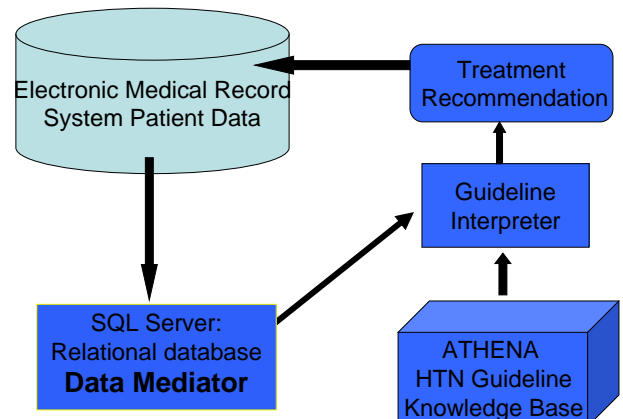 Electronic Medical Record
System Patient Data
Treatment
Recommendation
Guideline
Interpreter
SQL Server:
Relational database
Data Mediator
ATHENA
HTN Guideline
Knowledge Base